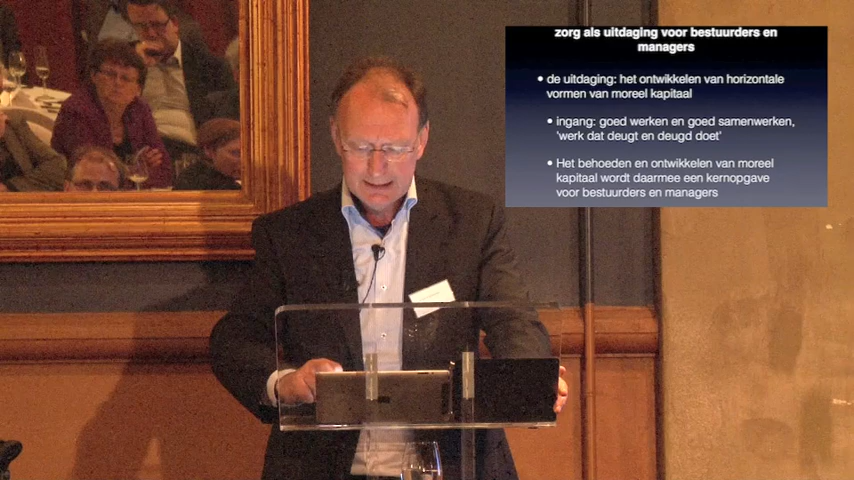 zorg als uitdaging voor bestuurders en
managers
• de uitdaging: het ontwikkelen van horizontale
vormen van moreel kapitaal
• ingang: goed werken en goed samenwerken,
'werk dat deugt en deugd doet'
• Het behoeden en ontwikkelen van moreel
kapitaal wordt daarmee een kernopgave
voor bestuurders en managers